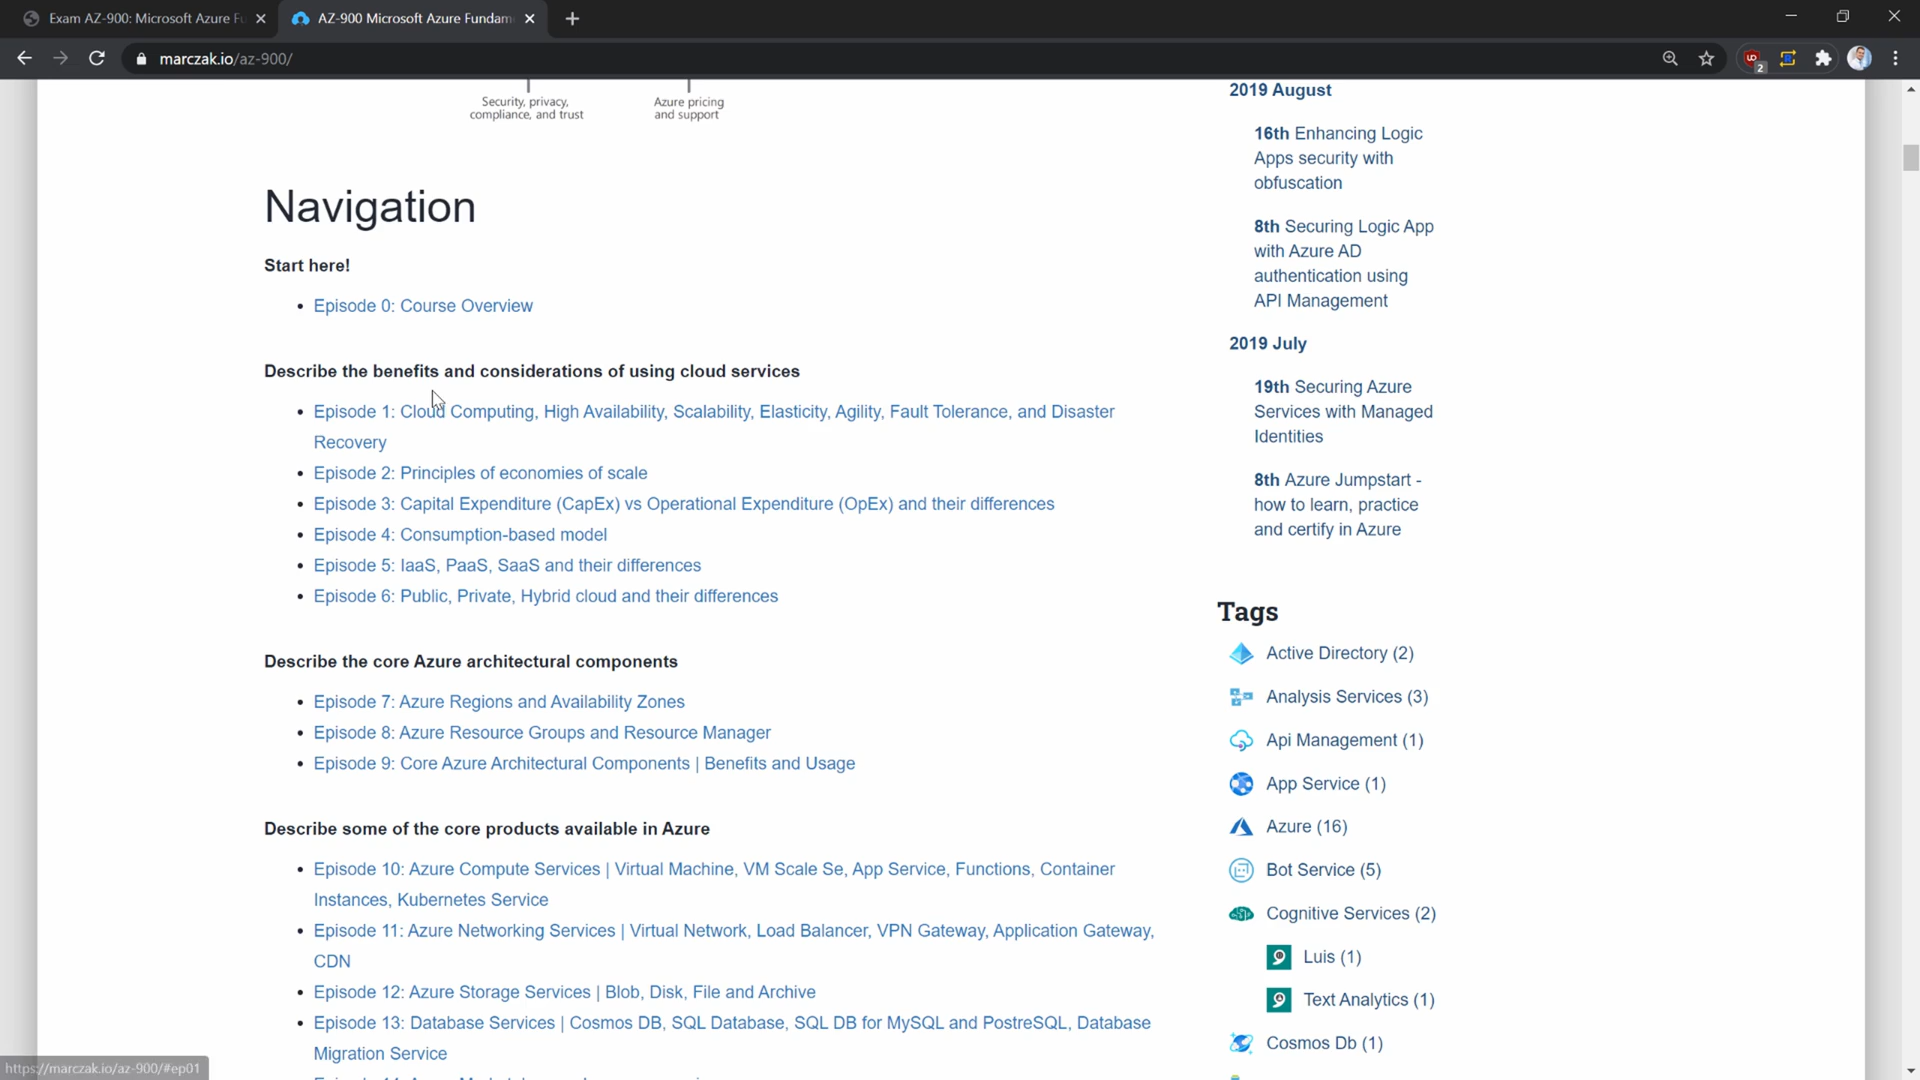 Exam AZ-900: Microsoft Azure Fu
AZ-900 Microsoft Azure Fundam
marczak.io/az-900/
2
Security, privacy,
compliance, and trust
Azure pricing
and support
Navigation
Start here!
Episode 0: Course Overview
Describe the benefits and considerations of using cloud services
Episode 1: Cloud Computing, High Availability, Scalability, Elasticity, Agility, Fault Tolerance, and Disaster
Recovery
Episode 2: Principles of economies of scale
Episode 3: Capital Expenditure (CapEx) vs Operational Expenditure (OpEx) and their differences
Episode 4: Consumption-based model
Episode 5: IaaS, PaaS, SaaS and their differences
Episode 6: Public, Private, Hybrid cloud and their differences
Describe the core Azure architectural components
Episode 7: Azure Regions and Availability Zones
Episode 8: Azure Resource Groups and Resource Manager
Episode 9: Core Azure Architectural Components | Benefits and Usage
Describe some of the core products available in Azure
Episode 10: Azure Compute Services | Virtual Machine, VM Scale Se, App Service, Functions, Container
Instances, Kubernetes Service
Episode 11: Azure Networking Services | Virtual Network, Load Balancer, VPN Gateway, Application Gateway,
CDN
Episode 12: Azure Storage Services | Blob, Disk, File and Archive
Episode 13: Database Services | Cosmos DB, SQL Database, SQL DB for MySQL and PostreSQL, Database
Migration Service
2019 August
16th Enhancing Logic
Apps security with
obfuscation
8th Securing Logic App
with Azure AD
authentication using
API Management
2019 July
19th Securing Azure
Services with Managed
Identities
8th Azure Jumpstart -
how to learn, practice
and certify in Azure
Tags
Active Directory (2)
Analysis Services (3)
Api Management (1)
App Service (1)
Azure (16)
Bot Service (5)
Cognitive Services (2)
Luis (1)
Text Analytics (1)
Cosmos Db (1)
https://marczak.io/az-900/#ep01